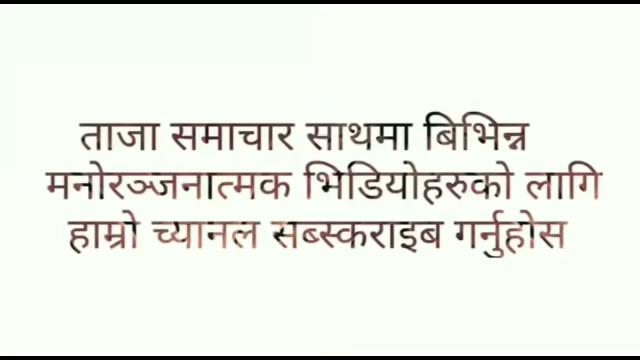 ताजा समाचार साथमा बिभिन्न
मनोरञ्जनात्मक भिडियोहरुको लागि
हाम्रो च्यानल सब्स्कराइब गर्नुहोस